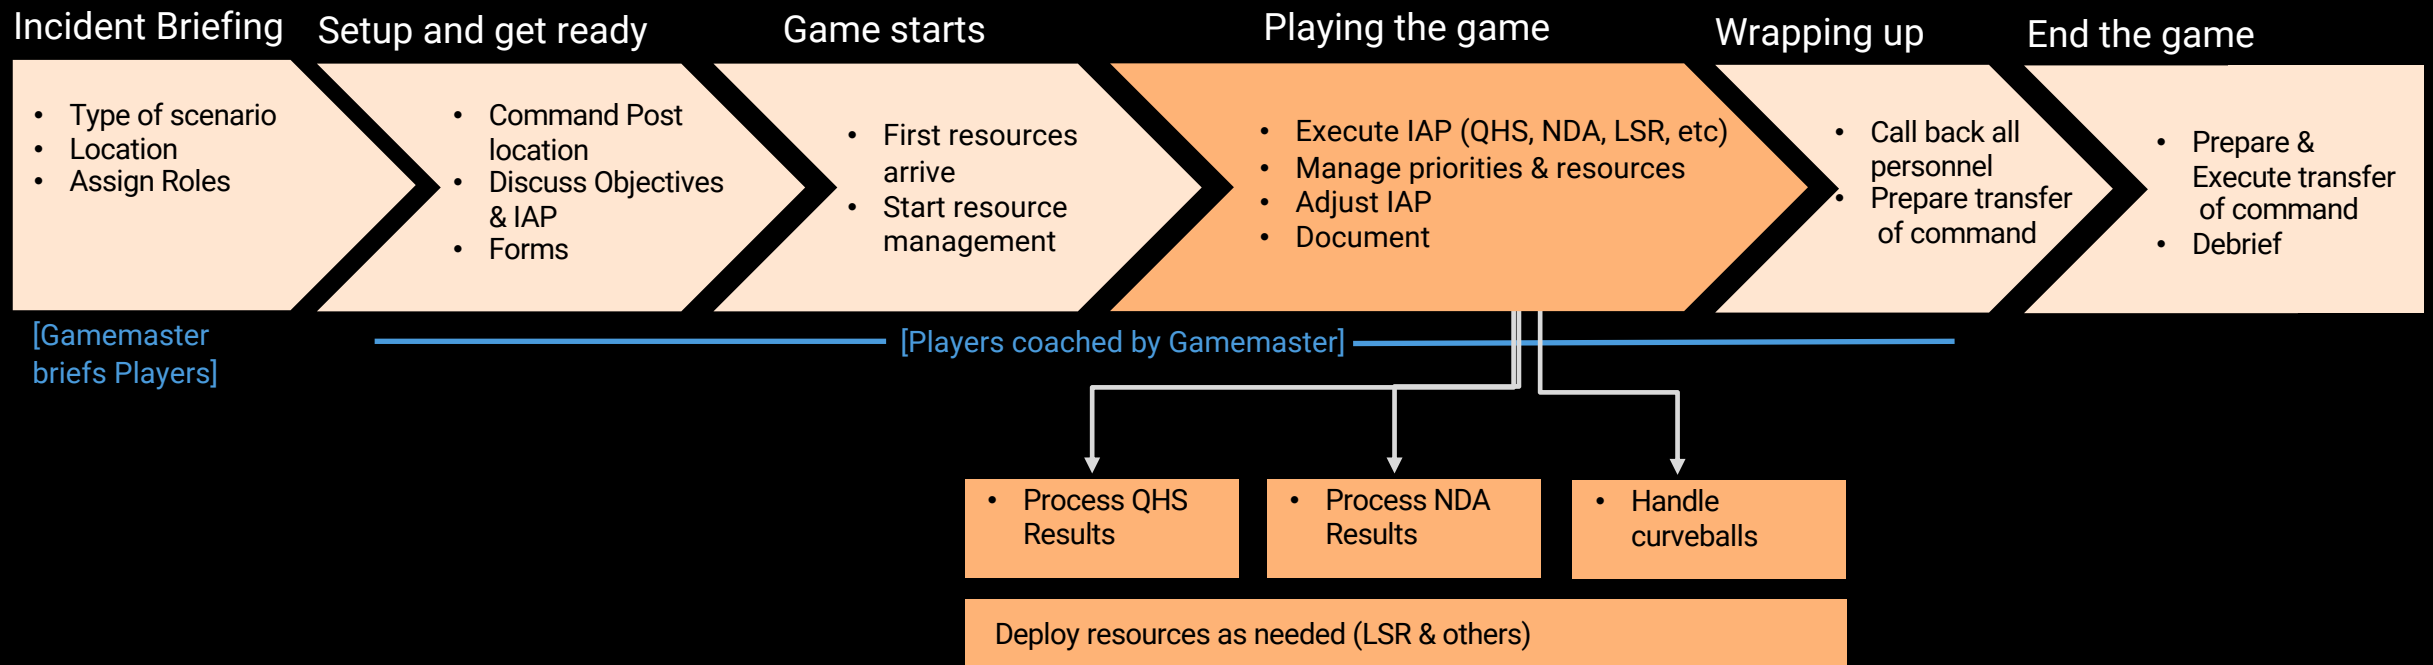 Incident Briefing
• Type of scenario
• Location
• Assign Roles
[Gamemaster
briefs Players]
Setup and get ready
• Command Post
location
• Discuss Objectives
& IAP
• Forms
Game starts
• First resources
arrive
• Start resource
management
Playing the game
• Execute IAP (QHS, NDA, LSR, etc)
• Manage priorities & resources
• Adjust IAP
• Document
Wrapping up
• Call back all
personnel
• Prepare transfer
of command
End the game
• Prepare &
Execute transfer
of command
• Debrief
[Players coached by Gamemaster]
• Process QHS
Results
• Process NDA
Results
• Handle
curveballs
Deploy resources as needed (LSR & others)